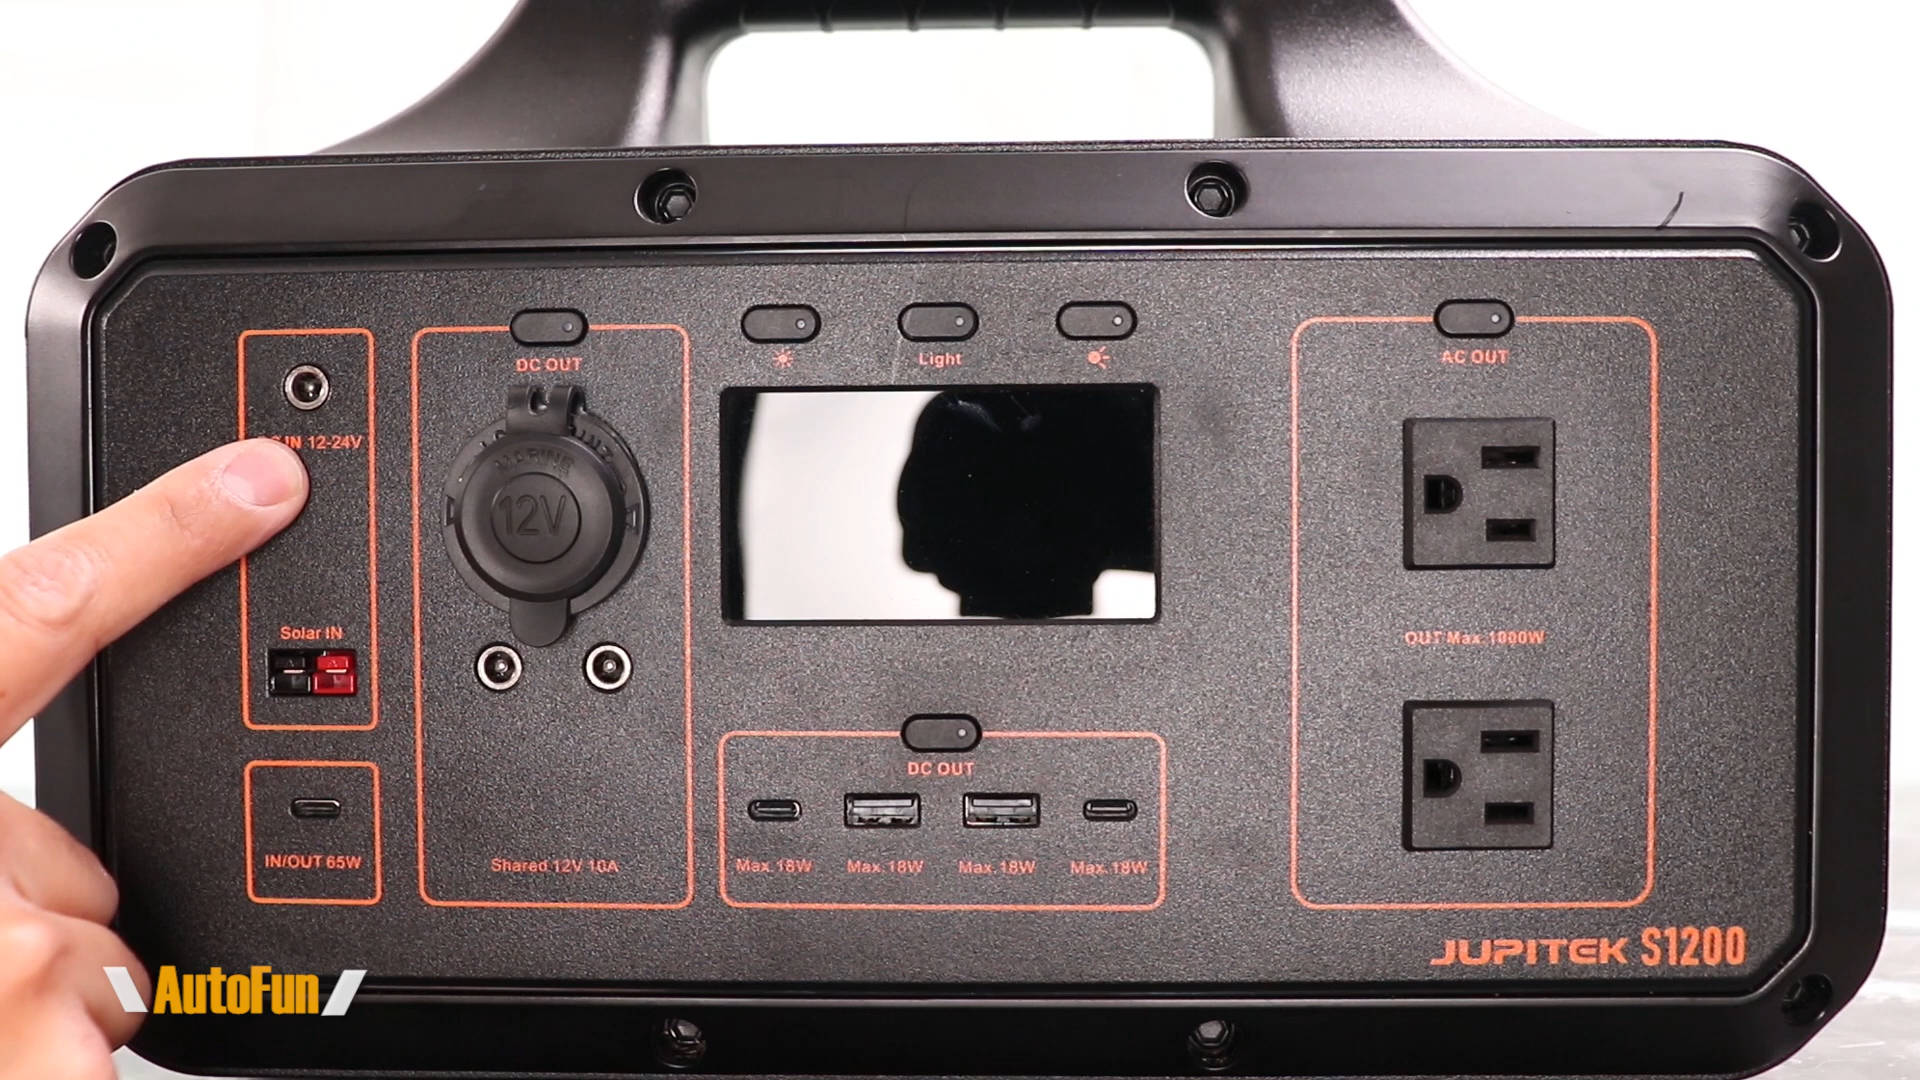 DC OUT
Light
AC OUT
IN 12-24V
MARINE
12V
Solar IN
OUT Max.1000W
DC OUT
IN/OUT 65W
Shared 12V 10A
Max.18W
Max.18W
Max.18W
Max.18W
JUPITEK S1200
AutoFun